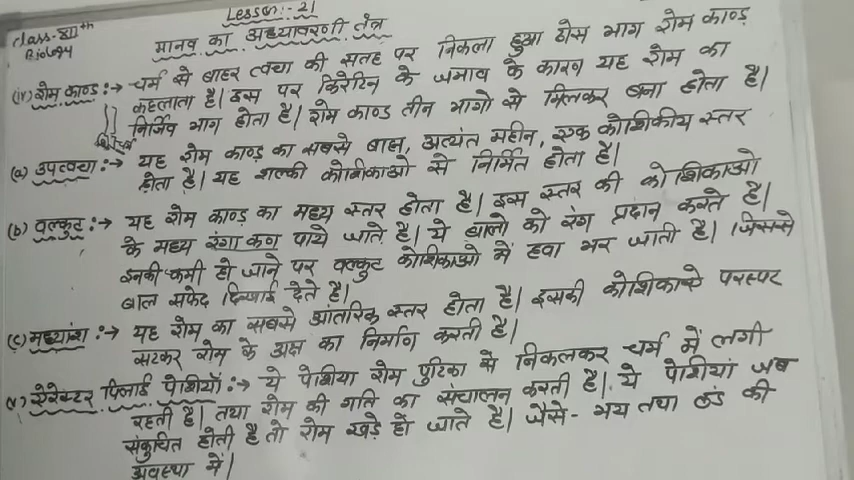 Lesson:- 21
Class-XIIth
Biology
मानव का अध्यावरणी तंत्र
(iv) रोम काण्ड :→ चर्म से बाहर त्वचा की सतह पर निकला हुआ ठोस भाग रोम काण्ड
कहलाता है। इस पर किरेटिन के जमाव के कारण यह रोम का
निर्जिव भाग होता है। रोम काण्ड तीन भागो से मिलकर बना होता है।
(a) उपत्वचा :→ यह रोम काण्ड का सबसे बाह्य, अत्यंत महीन, एक कोशिकीय स्तर
होता है। यह शल्की कोशिकाओ से निर्मित होता है।
(b) वल्कुट :→ यह रोम काण्ड का मध्य स्तर होता है। इस स्तर की कोशिकाओ
के मध्य रंगा कण पाये जाते है। ये बालो को रंग प्रदान करते है।
इनकी कमी हो जाने पर वल्कुट कोशिकाओ में हवा भर जाती है। जिससे
बाल सफेद दिखाई देते है।
(c) मध्यांश :→ यह रोम का सबसे आंतरिक स्तर होता है। इसकी कोशिकाऐ परस्पर
सटकर रोम के अक्ष का निर्माण करती है।
(v) ऐरेक्टर पिलाई पेशियाँ :→ ये पेशिया रोम पुटिका से निकलकर चर्म में लगी
रहती है। तथा रोम की गति का संचालन करती है। ये पेशीयां जब
संकुचित होती है तो रोम खड़े हो जाते है। जैसे - भय तथा ठंड की
अवस्था में।